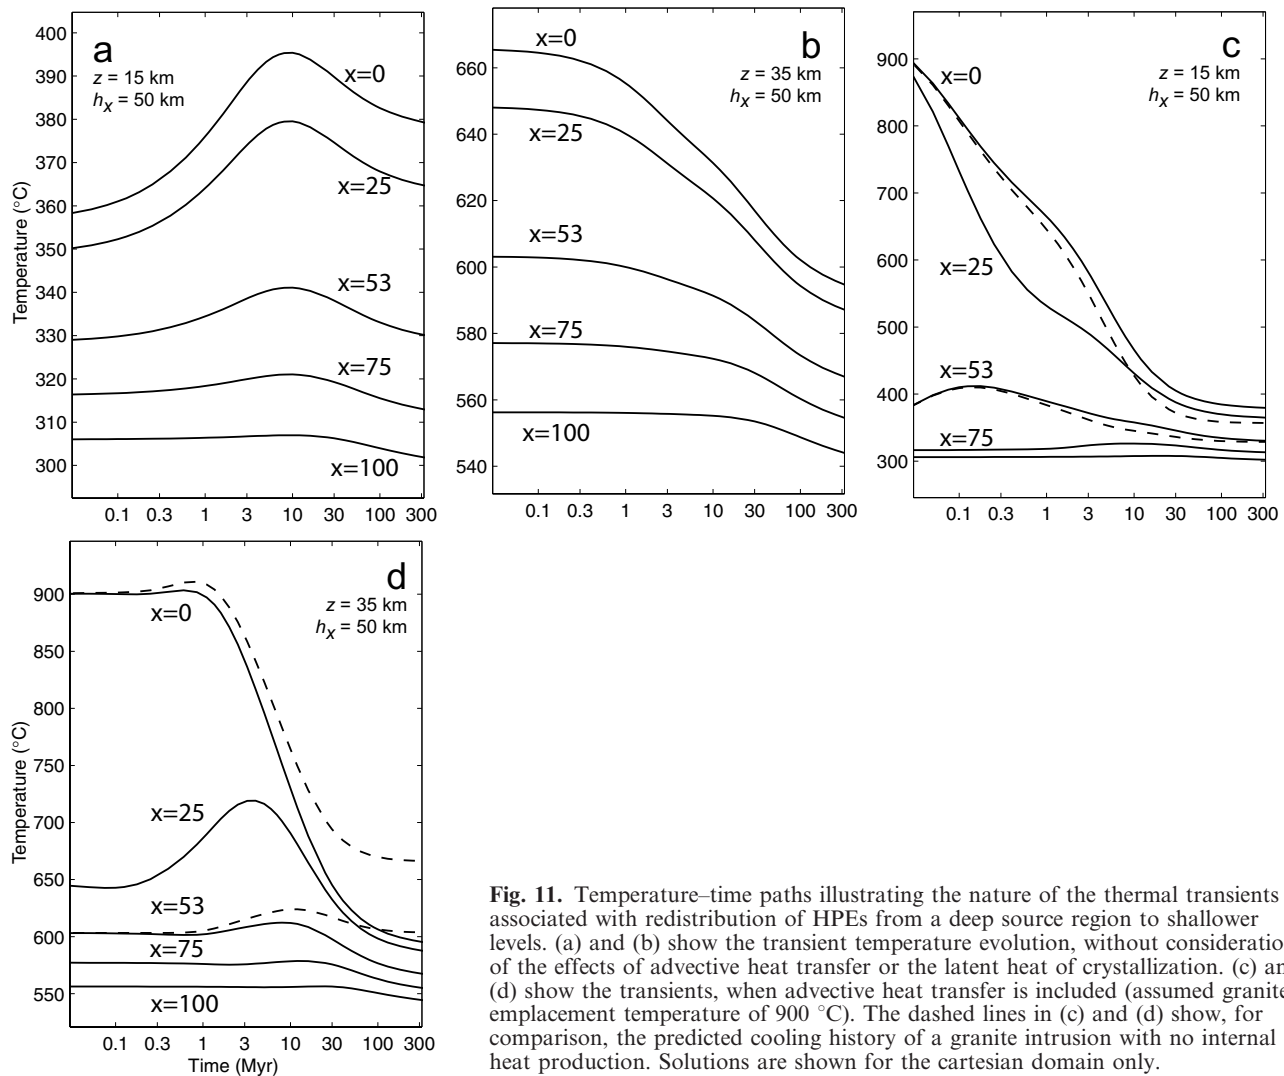 a
z = 15 km
hx = 50 km
x=0
x=25
x=53
x=75
x=100
400
390
380
370
360
350
340
330
320
310
300
Temperature (°C)
0.1 0.3 1 3 10 30 100 300
b
z = 35 km
hx = 50 km
x=0
x=25
x=53
x=75
x=100
660
640
620
600
580
560
540
0.1 0.3 1 3 10 30 100 300
c
z = 15 km
hx = 50 km
x=0
x=25
x=53
x=75
900
800
700
600
500
400
300
0.1 0.3 1 3 10 30 100 300
d
z = 35 km
hx = 50 km
x=0
x=25
x=53
x=75
x=100
900
850
800
750
700
650
600
550
Temperature (°C)
0.1 0.3 1 3 10 30 100 300
Time (Myr)
Fig. 11. Temperature–time paths illustrating the nature of the thermal transients
associated with redistribution of HPEs from a deep source region to shallower
levels. (a) and (b) show the transient temperature evolution, without consideratio
of the effects of advective heat transfer or the latent heat of crystallization. (c) an
(d) show the transients, when advective heat transfer is included (assumed granite
emplacement temperature of 900 °C). The dashed lines in (c) and (d) show, for
comparison, the predicted cooling history of a granite intrusion with no internal
heat production. Solutions are shown for the cartesian domain only.